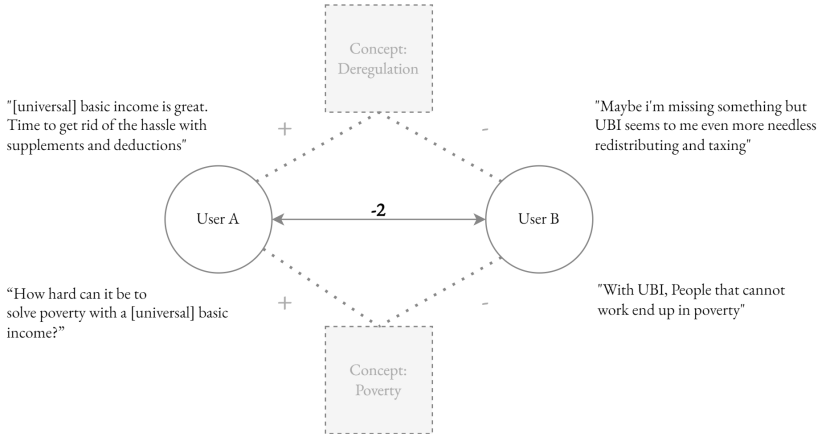 Concept:
Deregulation
"[universal] basic income is great.
Time to get rid of the hassle with
supplements and deductions"
+
-
"Maybe i'm missing something but
UBI seems to me even more needless
redistributing and taxing"
User A
-2
User B
“How hard can it be to
solve poverty with a [universal] basic
income?”
+
-
"With UBI, People that cannot
work end up in poverty"
Concept:
Poverty